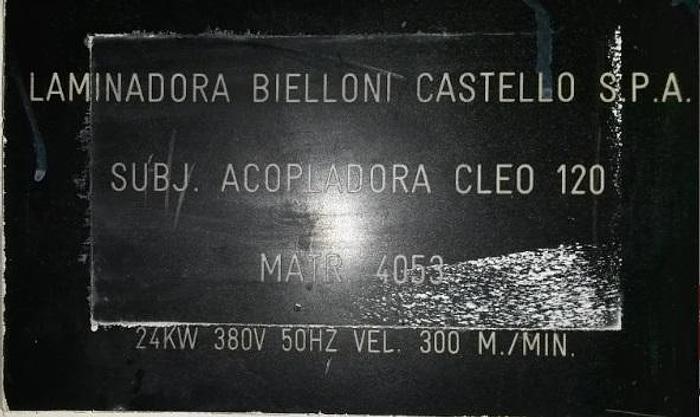 LAMINADORA BIELLONI CASTELLO S.P.A.
SUBJ. ACOPLADORA CLEO 120
MATR 4053
24KW 380V 50HZ VEL. 300 M./MIN.